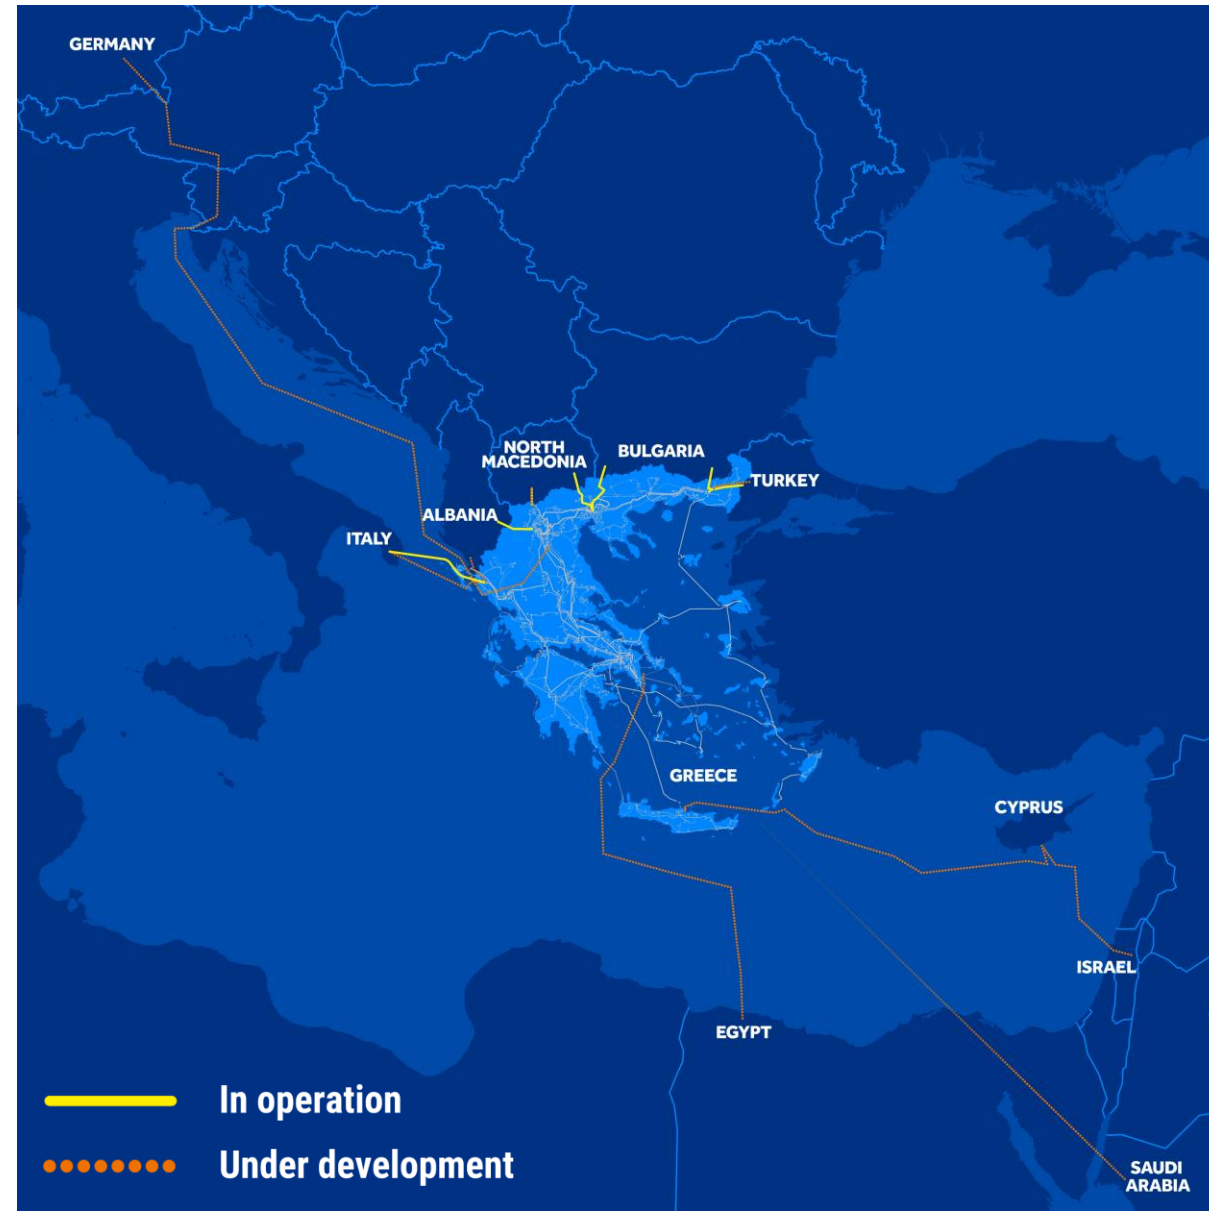 GERMANY
NORTH
MACEDONIA
BULGARIA
TURKEY
ALBANIA
ITALY
GREECE
CYPRUS
ISRAEL
EGYPT
In operation
Under development
SAUDI
ARABIA